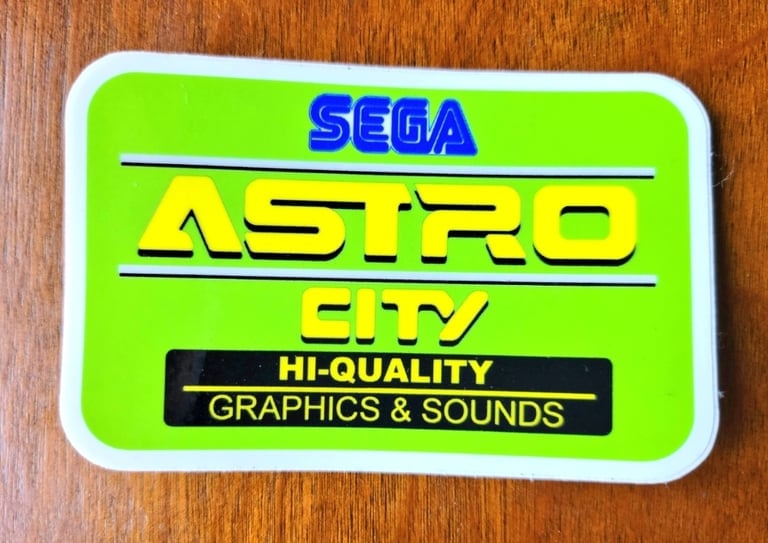 SEGA
ASTRO
CITY
HI-QUALITY
GRAPHICS & SOUNDS